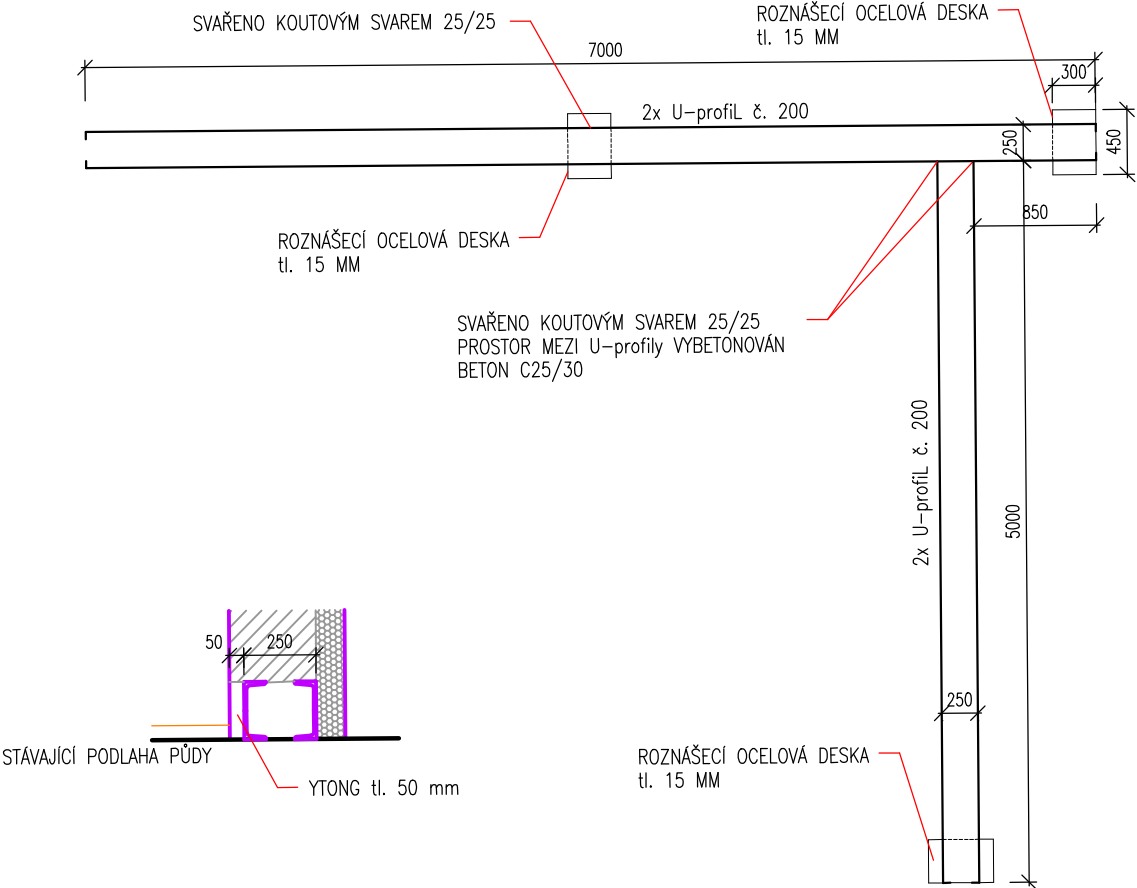 SVAŘENO KOUTOVÝM SVAREM 25/25
ROZNÁŠECÍ OCELOVÁ DESKA
tl. 15 MM
7000
300
2x U-profiL č. 200
250
450
850
ROZNÁŠECÍ OCELOVÁ DESKA
tl. 15 MM
SVAŘENO KOUTOVÝM SVAREM 25/25
PROSTOR MEZI U-profily VYBETONOVÁN
BETON C25/30
2x U-profiL č. 200
5000
50
250
250
STÁVAJÍCÍ PODLAHA PŮDY
YTONG tl. 50 mm
ROZNÁŠECÍ OCELOVÁ DESKA
tl. 15 MM